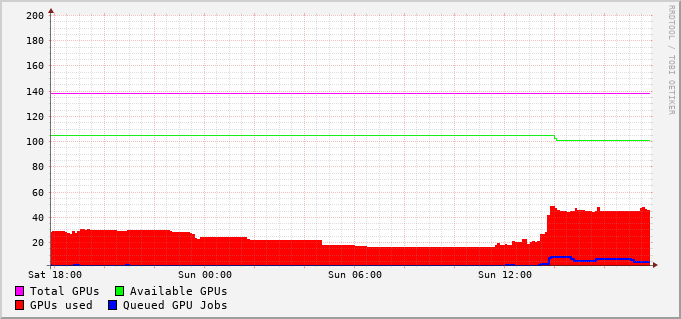 200
180
160
140
120
100
80
60
40
20
Sat 18:00 Sun 00:00 Sun 06:00 Sun 12:00
Total GPUs Available GPUs
GPUs used Queued GPU Jobs
RRDTOOL / TOBI OETIKER